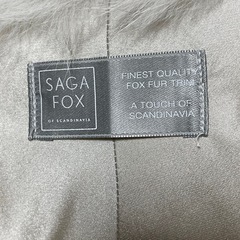 SAGA
FOX
OF SCANDINAVIA
FINEST QUALITY
FOX FUR TRIM
A TOUCH OF
SCANDINAVIA